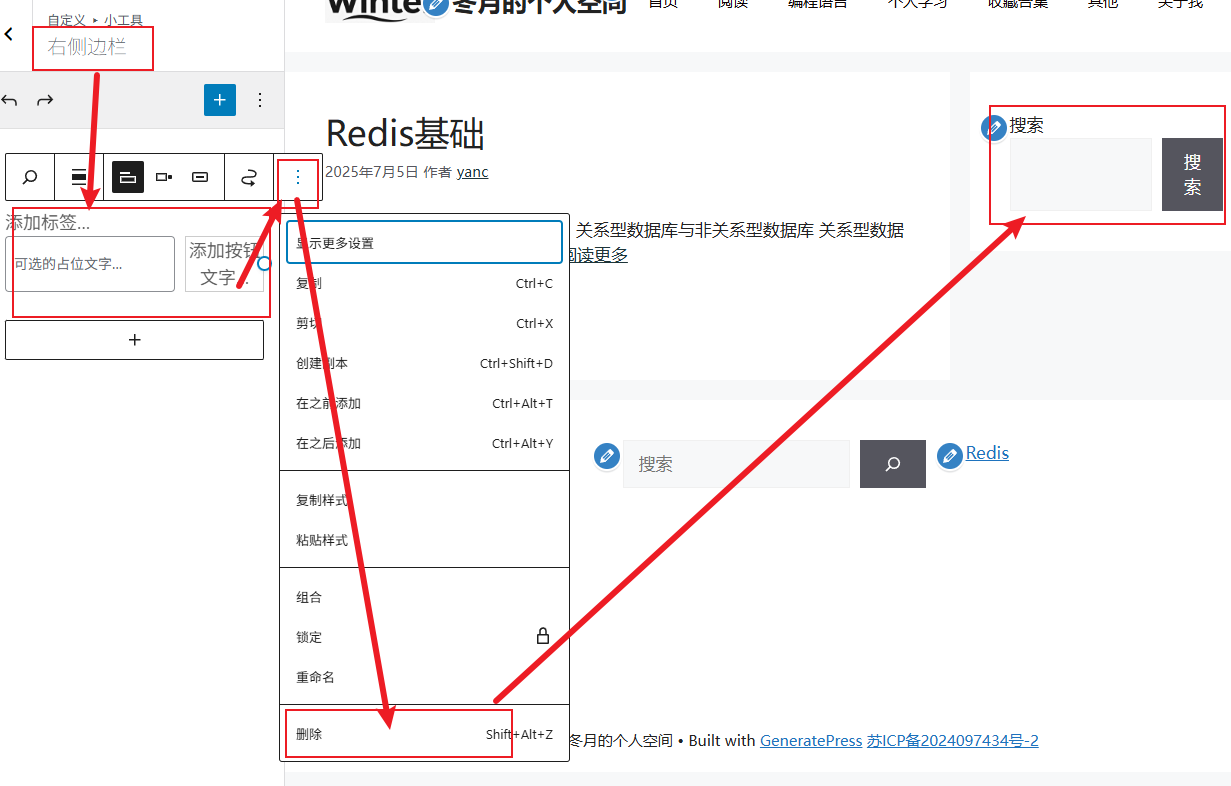 自定义 ▸ 小工具
右侧边栏
Winte 冬月的个人空间
首页 阅读 编程语言 个人学习 收藏合集 其他 关于我
Redis基础
2025年7月5日 作者 yanc
关系型数据库与非关系型数据库 关系型数据
阅读更多
搜索
搜索
添加标签...
可选的占位文字...
添加按钮文字...
显示更多设置
复制 Ctrl+C
剪切 Ctrl+X
创建副本 Ctrl+Shift+D
在之前添加 Ctrl+Alt+T
在之后添加 Ctrl+Alt+Y
复制样式
粘贴样式
组合
锁定
重命名
删除 Shift+Alt+Z
搜索
Redis
冬月的个人空间 • Built with GeneratePress 苏ICP备2024097434号-2